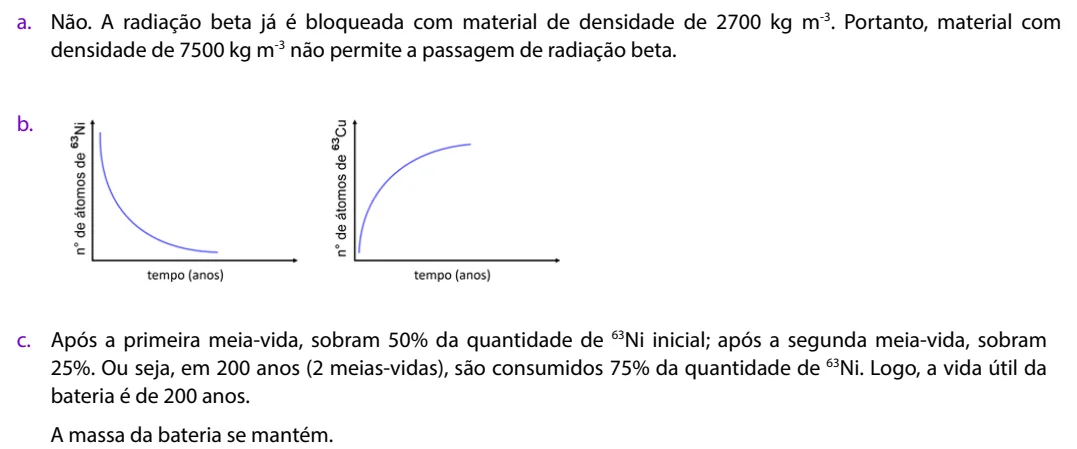 a. Não. A radiação beta já é bloqueada com material de densidade de 2700 kg m⁻³. Portanto, material com
densidade de 7500 kg m⁻³ não permite a passagem de radiação beta.
b.
n° de átomos de ⁶³Ni
tempo (anos)
n° de átomos de ⁶³Cu
tempo (anos)
c. Após a primeira meia-vida, sobram 50% da quantidade de ⁶³Ni inicial; após a segunda meia-vida, sobram
25%. Ou seja, em 200 anos (2 meias-vidas), são consumidos 75% da quantidade de ⁶³Ni. Logo, a vida útil da
bateria é de 200 anos.
A massa da bateria se mantém.